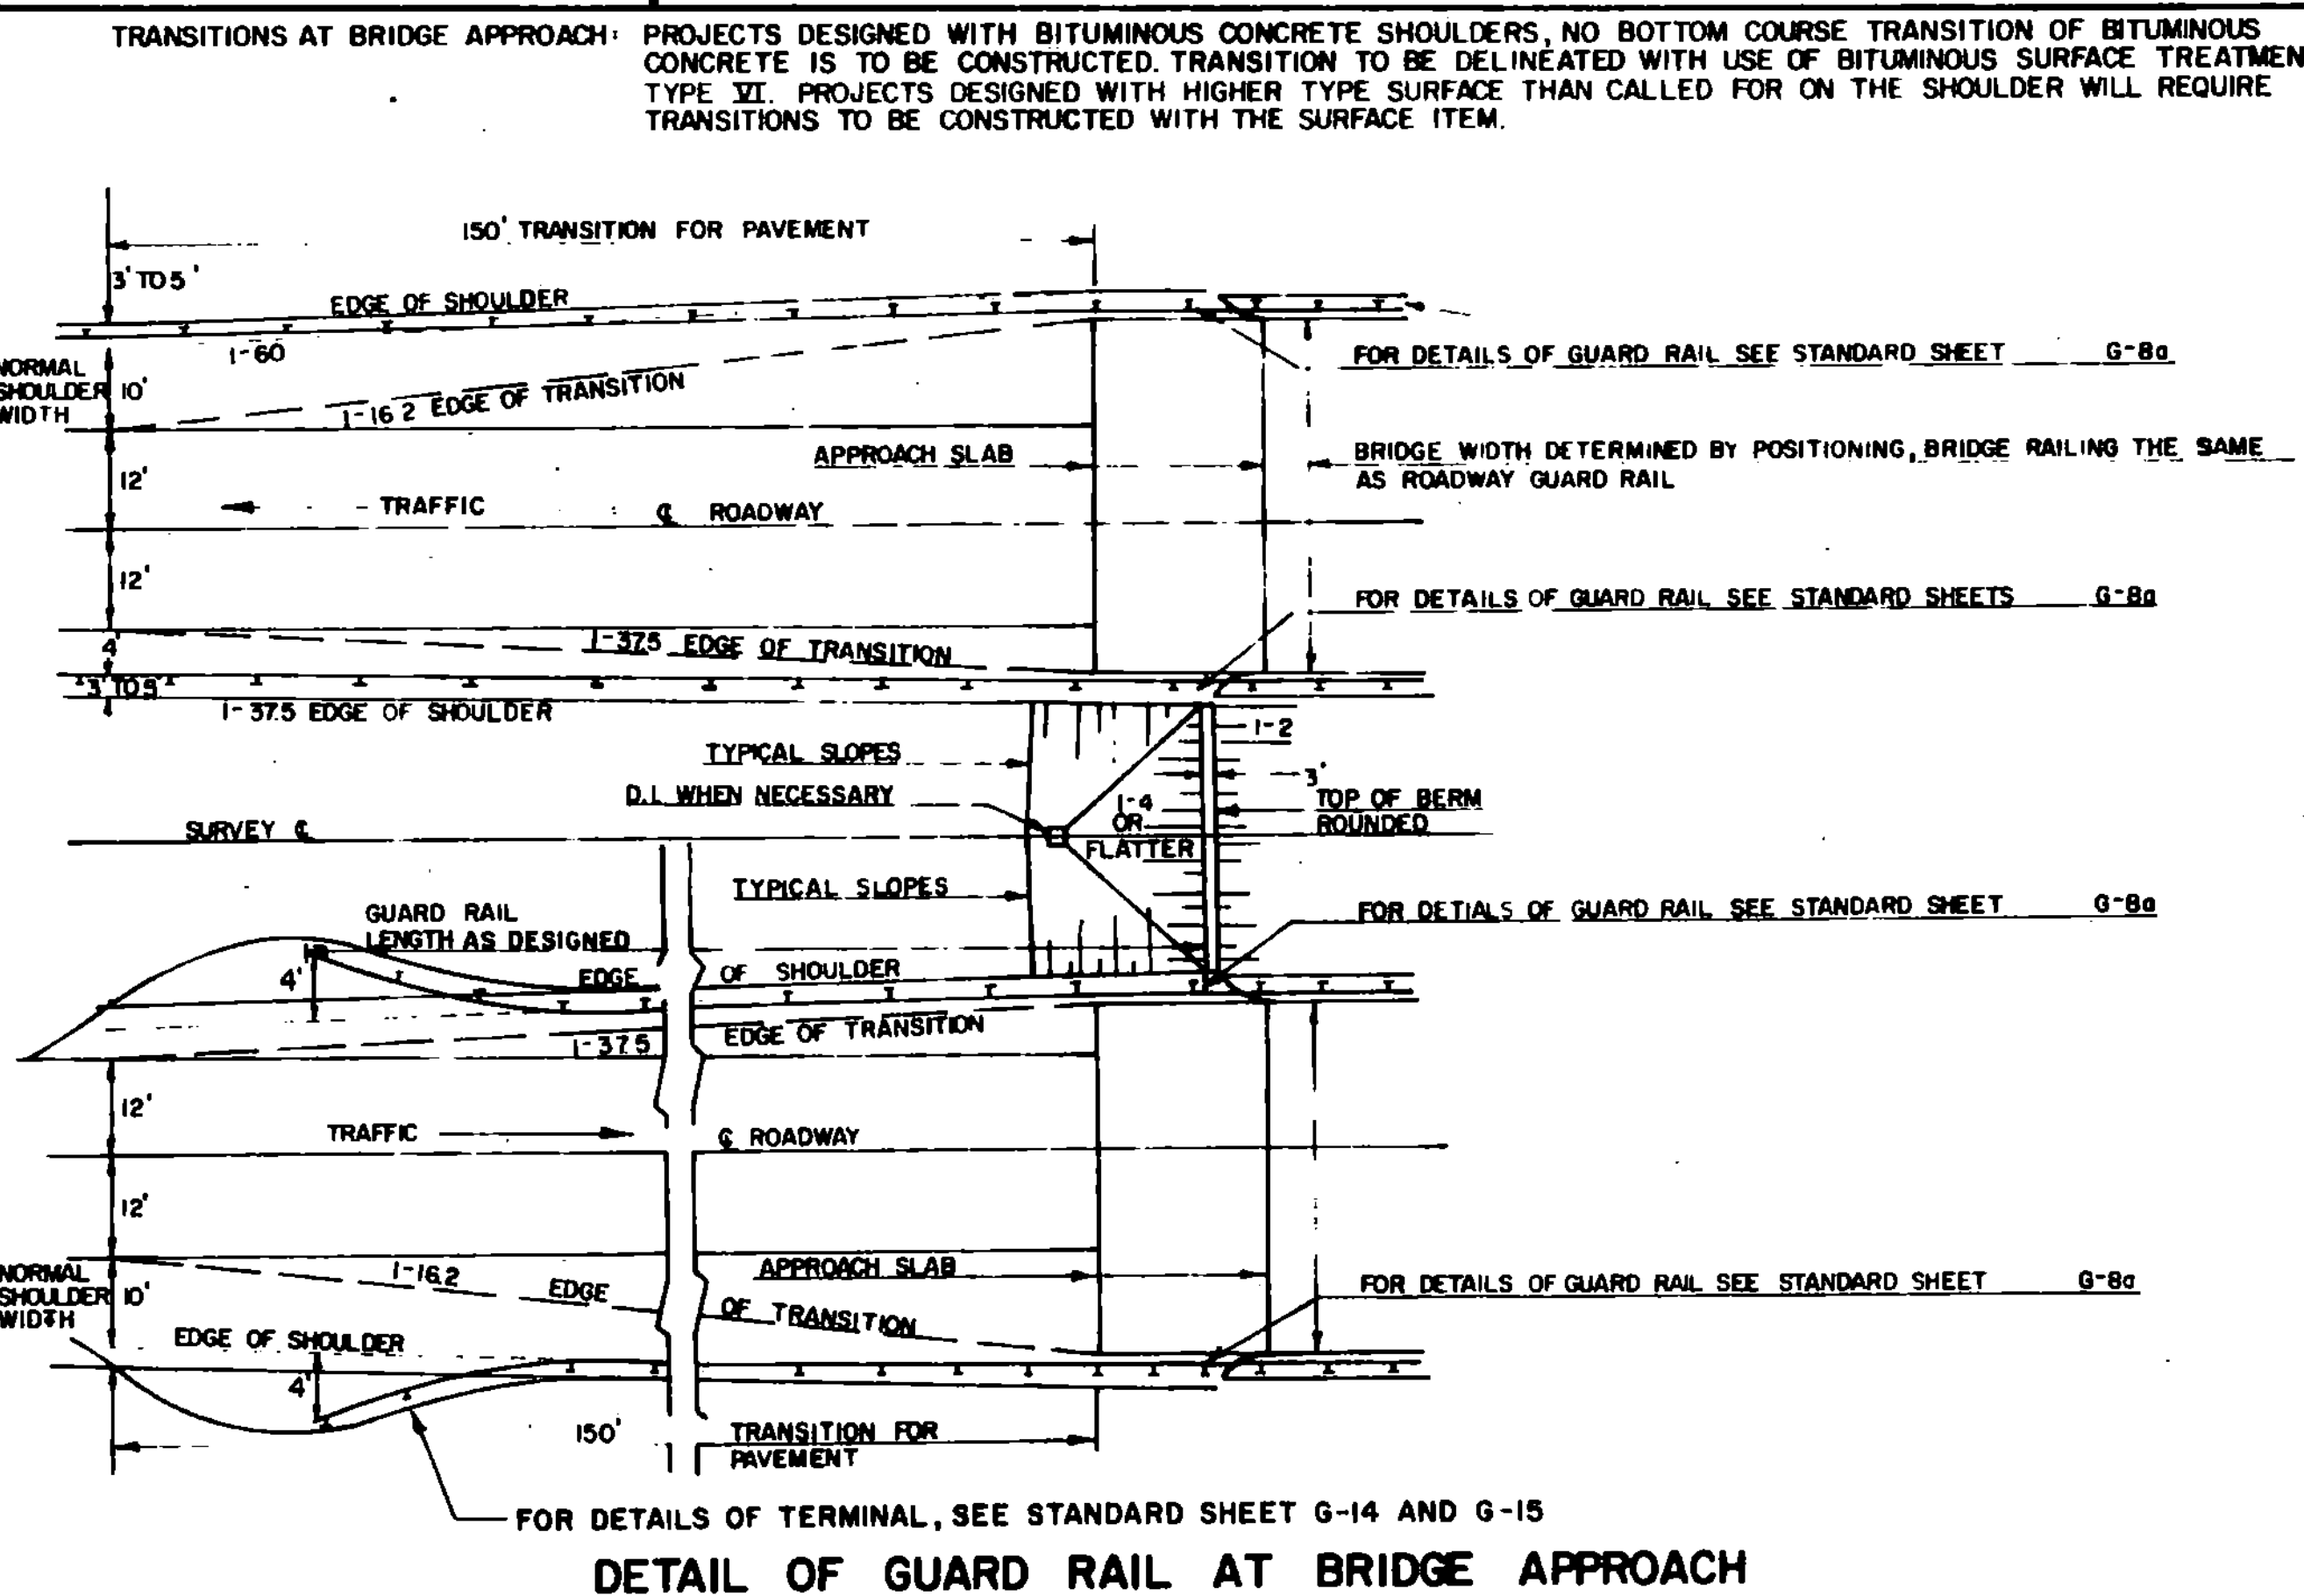 TRANSITIONS AT BRIDGE APPROACH: PROJECTS DESIGNED WITH BITUMINOUS CONCRETE SHOULDERS, NO BOTTOM COURSE TRANSITION OF BITUMINOUS
CONCRETE IS TO BE CONSTRUCTED. TRANSITION TO BE DELINEATED WITH USE OF BITUMINOUS SURFACE TREATMEN
TYPE VI. PROJECTS DESIGNED WITH HIGHER TYPE SURFACE THAN CALLED FOR ON THE SHOULDER WILL REQUIRE
TRANSITIONS TO BE CONSTRUCTED WITH THE SURFACE ITEM.
150' TRANSITION FOR PAVEMENT
3' TO 5'
EDGE OF SHOULDER
1-60
FOR DETAILS OF GUARD RAIL SEE STANDARD SHEET G-8a
NORMAL
SHOULDER 10'
WIDTH
1-16 2 EDGE OF TRANSITION
APPROACH SLAB
BRIDGE WIDTH DETERMINED BY POSITIONING, BRIDGE RAILING THE SAME
AS ROADWAY GUARD RAIL
12'
TRAFFIC
℄ ROADWAY
12'
FOR DETAILS OF GUARD RAIL SEE STANDARD SHEETS G-8a
4'
1-37.5 EDGE OF TRANSITION
3' TO 5'
1-37.5 EDGE OF SHOULDER
1-2
TYPICAL SLOPES
3'
D.I. WHEN NECESSARY
1-4
OR
FLATTER
TOP OF BERM
ROUNDED
SURVEY ℄
TYPICAL SLOPES
GUARD RAIL
LENGTH AS DESIGNED
FOR DETIALS OF GUARD RAIL SEE STANDARD SHEET G-8a
4'
EDGE OF SHOULDER
EDGE OF TRANSITION
1-37.5
12'
TRAFFIC
℄ ROADWAY
12'
NORMAL
SHOULDER 10'
WIDTH
1-16.2
EDGE OF TRANSITION
APPROACH SLAB
FOR DETAILS OF GUARD RAIL SEE STANDARD SHEET G-8a
EDGE OF SHOULDER
4'
150' TRANSITION FOR
PAVEMENT
FOR DETAILS OF TERMINAL, SEE STANDARD SHEET G-14 AND G-15
DETAIL OF GUARD RAIL AT BRIDGE APPROACH